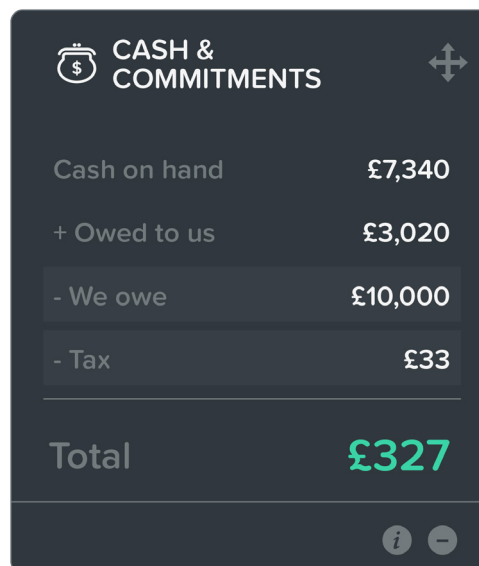 CASH &
COMMITMENTS
Cash on hand £7,340
+ Owed to us £3,020
- We owe £10,000
- Tax £33
Total £327